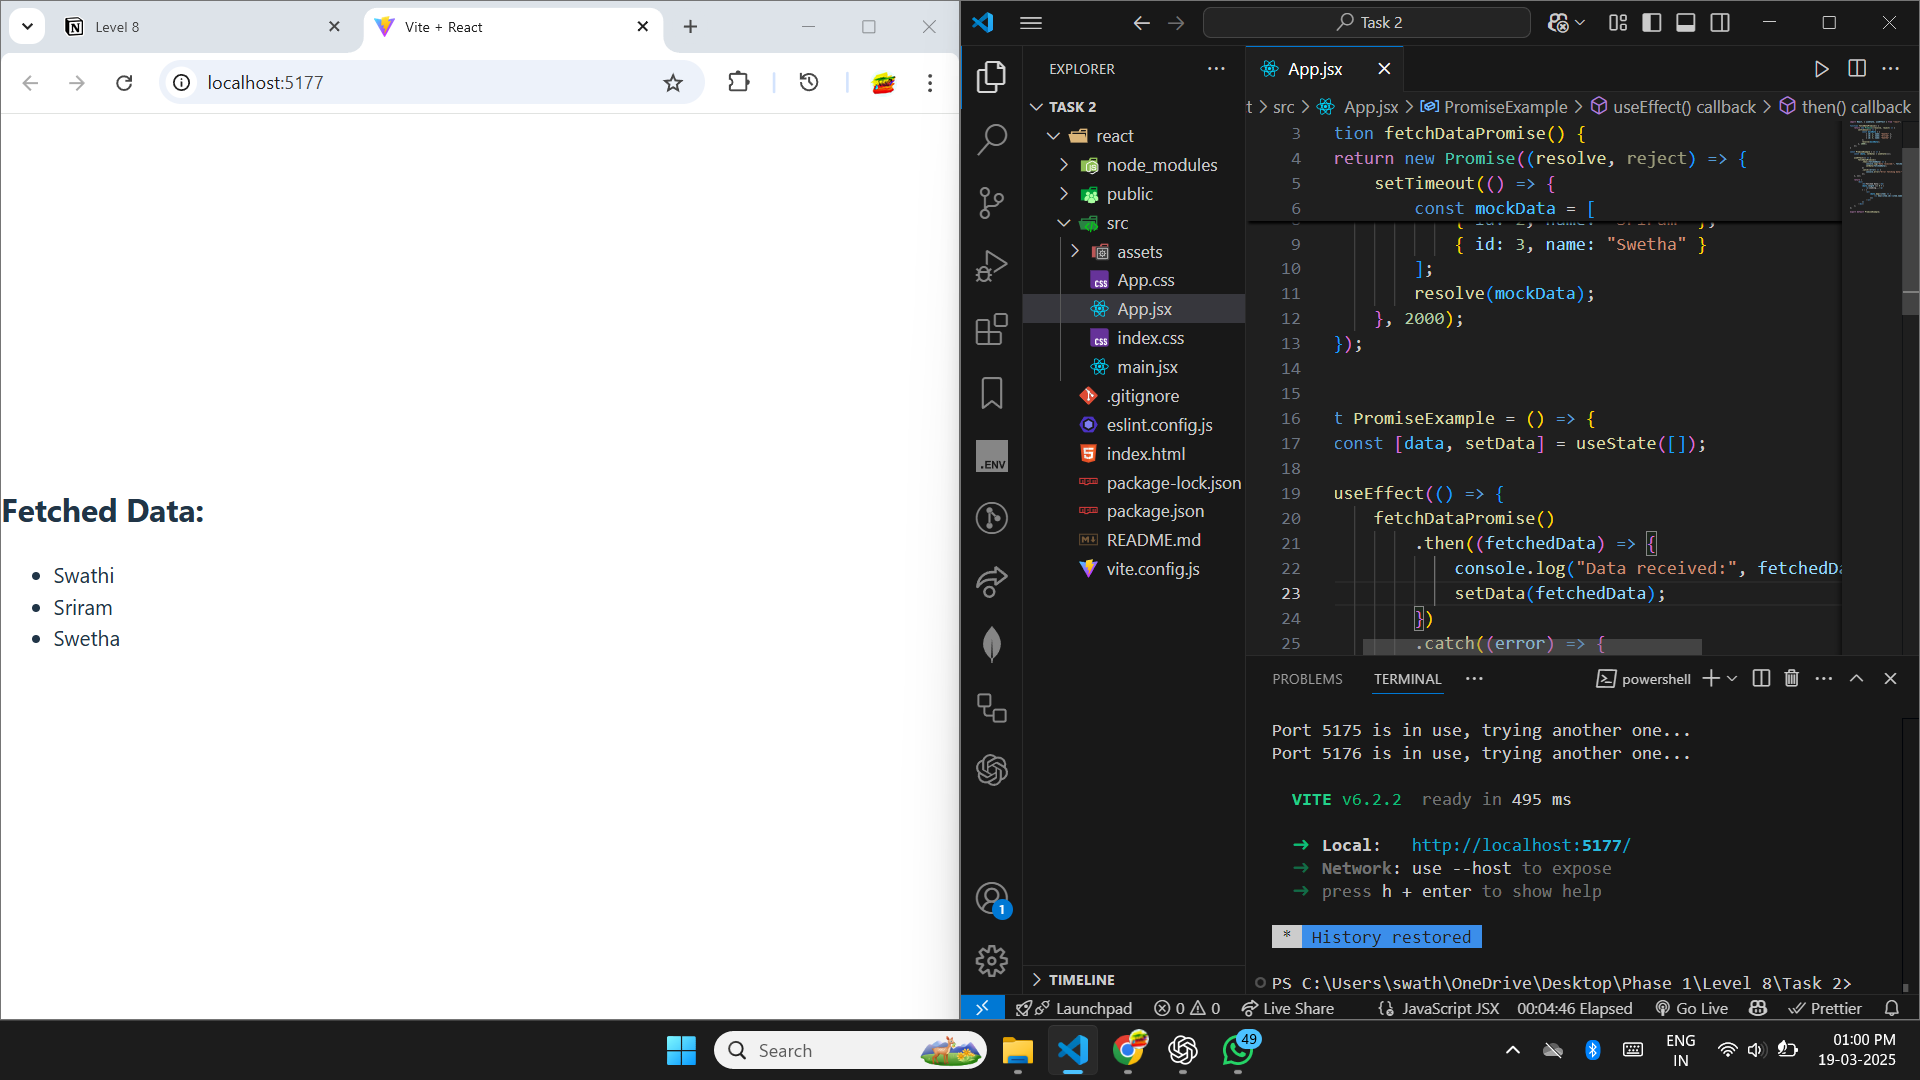 Level 8
Vite + React
localhost:5177
Fetched Data:
Swathi
Sriram
Swetha
Task 2
EXPLORER
TASK 2
react
node_modules
public
src
assets
App.css
App.jsx
index.css
main.jsx
.gitignore
eslint.config.js
index.html
package-lock.json
package.json
README.md
vite.config.js
TIMELINE
.ENV
1
App.jsx
t > src > App.jsx > PromiseExample > useEffect() callback > then() callback
3 tion fetchDataPromise() {
4 return new Promise((resolve, reject) => {
5 setTimeout(() => {
6 const mockData = [
9 { id: 3, name: "Swetha" }
10 ];
11 resolve(mockData);
12 }, 2000);
13 });
14
15
16 t PromiseExample = () => {
17 const [data, setData] = useState([]);
18
19 useEffect(() => {
20 fetchDataPromise()
21 .then((fetchedData) => {
22 console.log("Data received:", fetchedDa
23 setData(fetchedData);
24 })
25 .catch((error) => {
PROBLEMS TERMINAL
powershell
Port 5175 is in use, trying another one...
Port 5176 is in use, trying another one...
VITE v6.2.2 ready in 495 ms
➜ Local: http://localhost:5177/
➜ Network: use --host to expose
➜ press h + enter to show help
* History restored
PS C:\Users\swath\OneDrive\Desktop\Phase 1\Level 8\Task 2>
Launchpad 0 0 Live Share JavaScript JSX 00:04:46 Elapsed Go Live Prettier
Search
49
ENG
IN
01:00 PM
19-03-2025